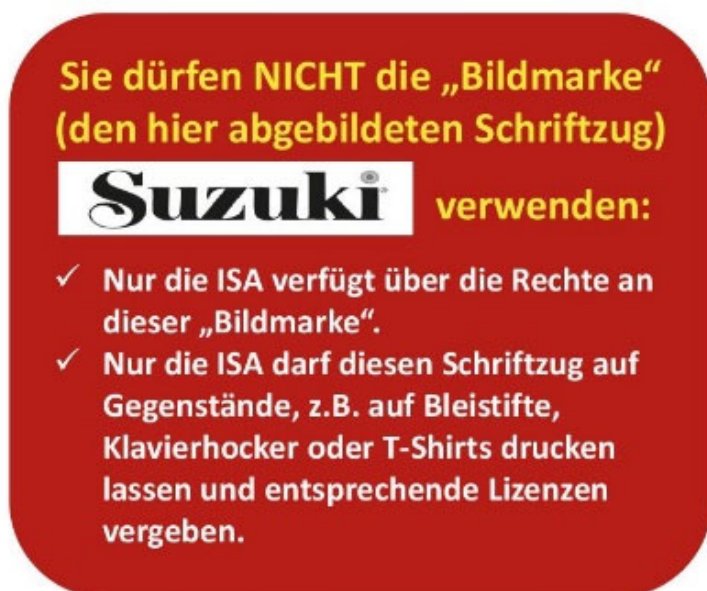 Sie dürfen NICHT die „Bildmarke“
(den hier abgebildeten Schriftzug)
Suzuki® verwenden:
✓ Nur die ISA verfügt über die Rechte an
dieser „Bildmarke“.
✓ Nur die ISA darf diesen Schriftzug auf
Gegenstände, z.B. auf Bleistifte,
Klavierhocker oder T-Shirts drucken
lassen und entsprechende Lizenzen
vergeben.